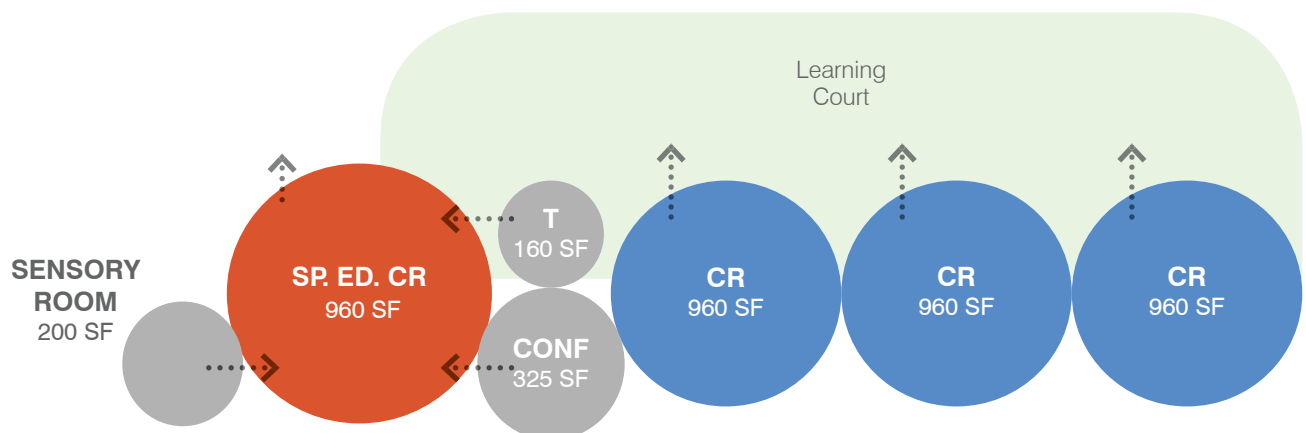 Learning
Court
SENSORY
ROOM
200 SF
SP. ED. CR
960 SF
T
160 SF
CONF
325 SF
CR
960 SF
CR
960 SF
CR
960 SF